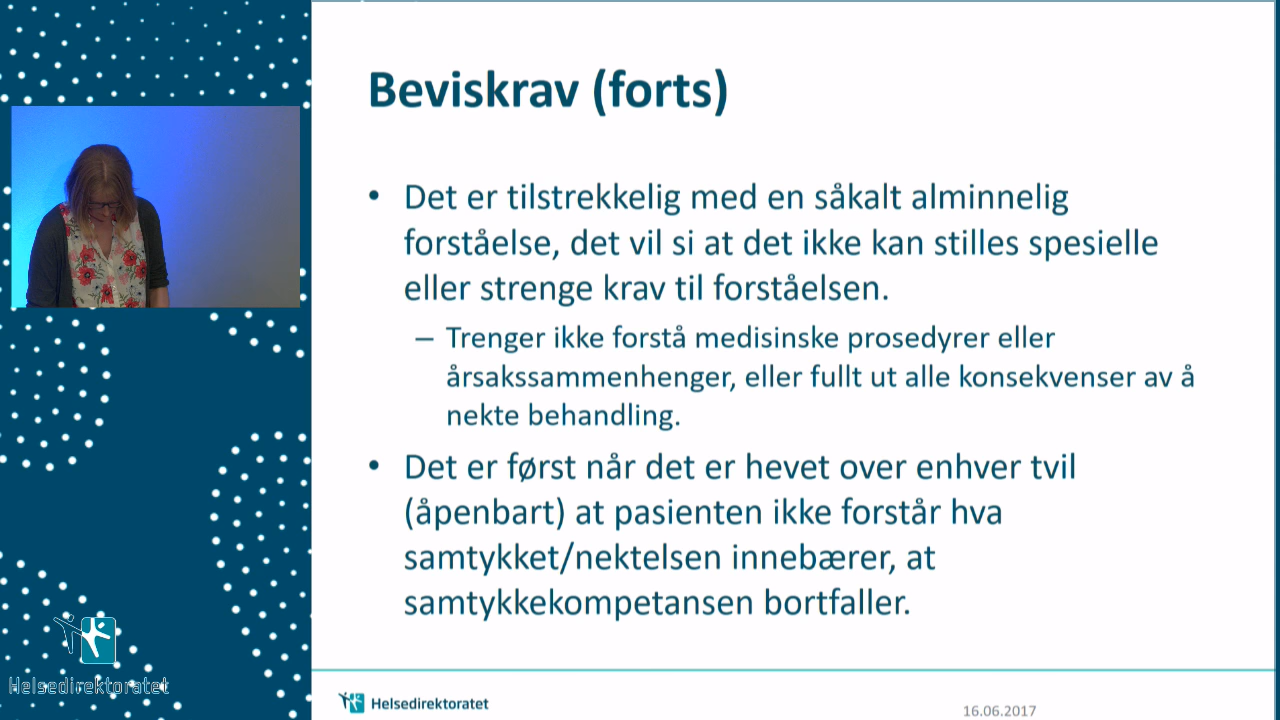 Beviskrav (forts)
• Det er tilstrekkelig med en såkalt alminnelig
forståelse, det vil si at det ikke kan stilles spesielle
eller strenge krav til forståelsen.
– Trenger ikke forstå medisinske prosedyrer eller
årsakssammenhenger, eller fullt ut alle konsekvenser av å
nekte behandling.
• Det er først når det er hevet over enhver tvil
(åpenbart) at pasienten ikke forstår hva
samtykket/nektelsen innebærer, at
samtykkekompetansen bortfaller.
Helsedirektoratet
Helsedirektoratet
16.06.2017